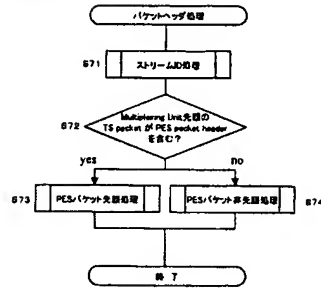 パケットヘッダ処理
671
ストリームID処理
Multiplering Unit先頭の
TS packet が PES packet header
を含む?
672
yes
no
673
PESパケット先頭処理
PESパケット非先頭処理
674
終了